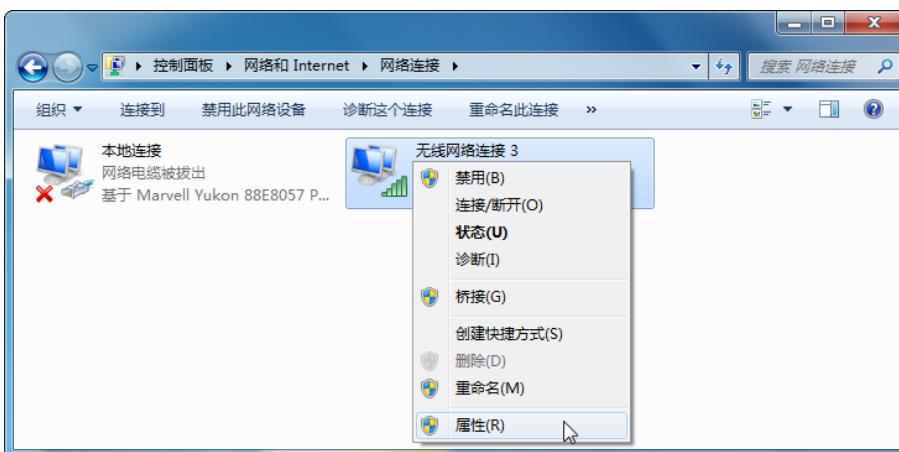 控制面板 网络和 Internet 网络连接
搜索 网络连接
组织 连接到 禁用此网络设备 诊断这个连接 重命名此连接 »
本地连接
网络电缆被拔出
基于 Marvell Yukon 88E8057 P...
无线网络连接 3
禁用(B)
连接/断开(O)
状态(U)
诊断(I)
桥接(G)
创建快捷方式(S)
删除(D)
重命名(M)
属性(R)